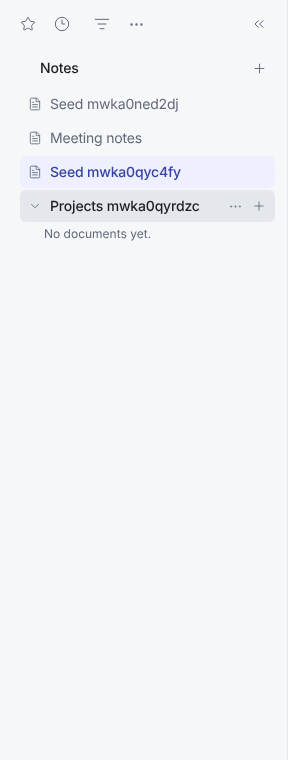 Notes
Seed mwka0ned2dj
Meeting notes
Seed mwka0qyc4fy
Projects mwka0qyrdzc
No documents yet.